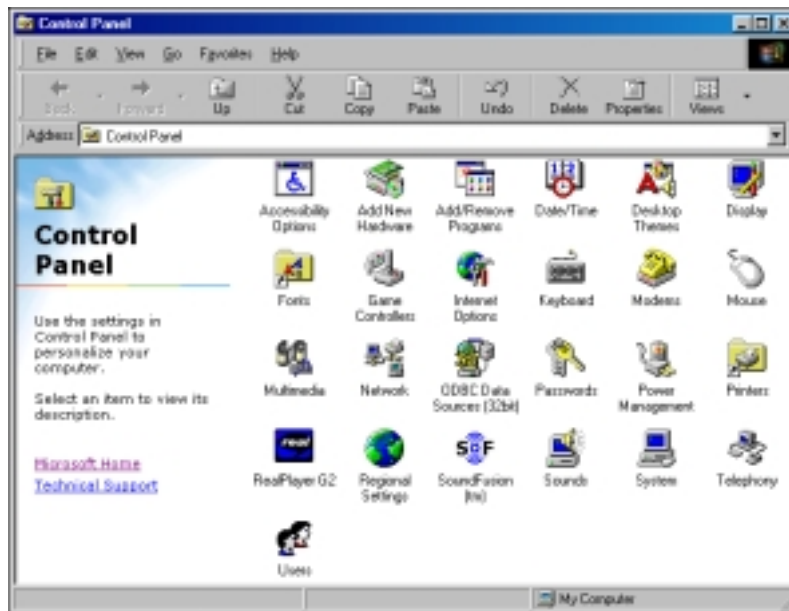 Control Panel
File Edit View Go Favorites Help
Back Forward Up Cut Copy Paste Undo Delete Properties Views
Address Control Panel
Control
Panel
Use the settings in
Control Panel to
personalize your
computer.
Select an item to view its
description.
Microsoft Home
Technical Support
Accessibility
Options
Add New
Hardware
Add/Remove
Programs
Date/Time
Desktop
Themes
Display
Fonts
Game
Controllers
Internet
Options
Keyboard
Modems
Mouse
Multimedia
Network
ODBC Data
Sources (32bit)
Passwords
Power
Management
Printers
real
RealPlayer G2
Regional
Settings
SoundFusion
(tm)
Sounds
System
Telephony
Users
My Computer